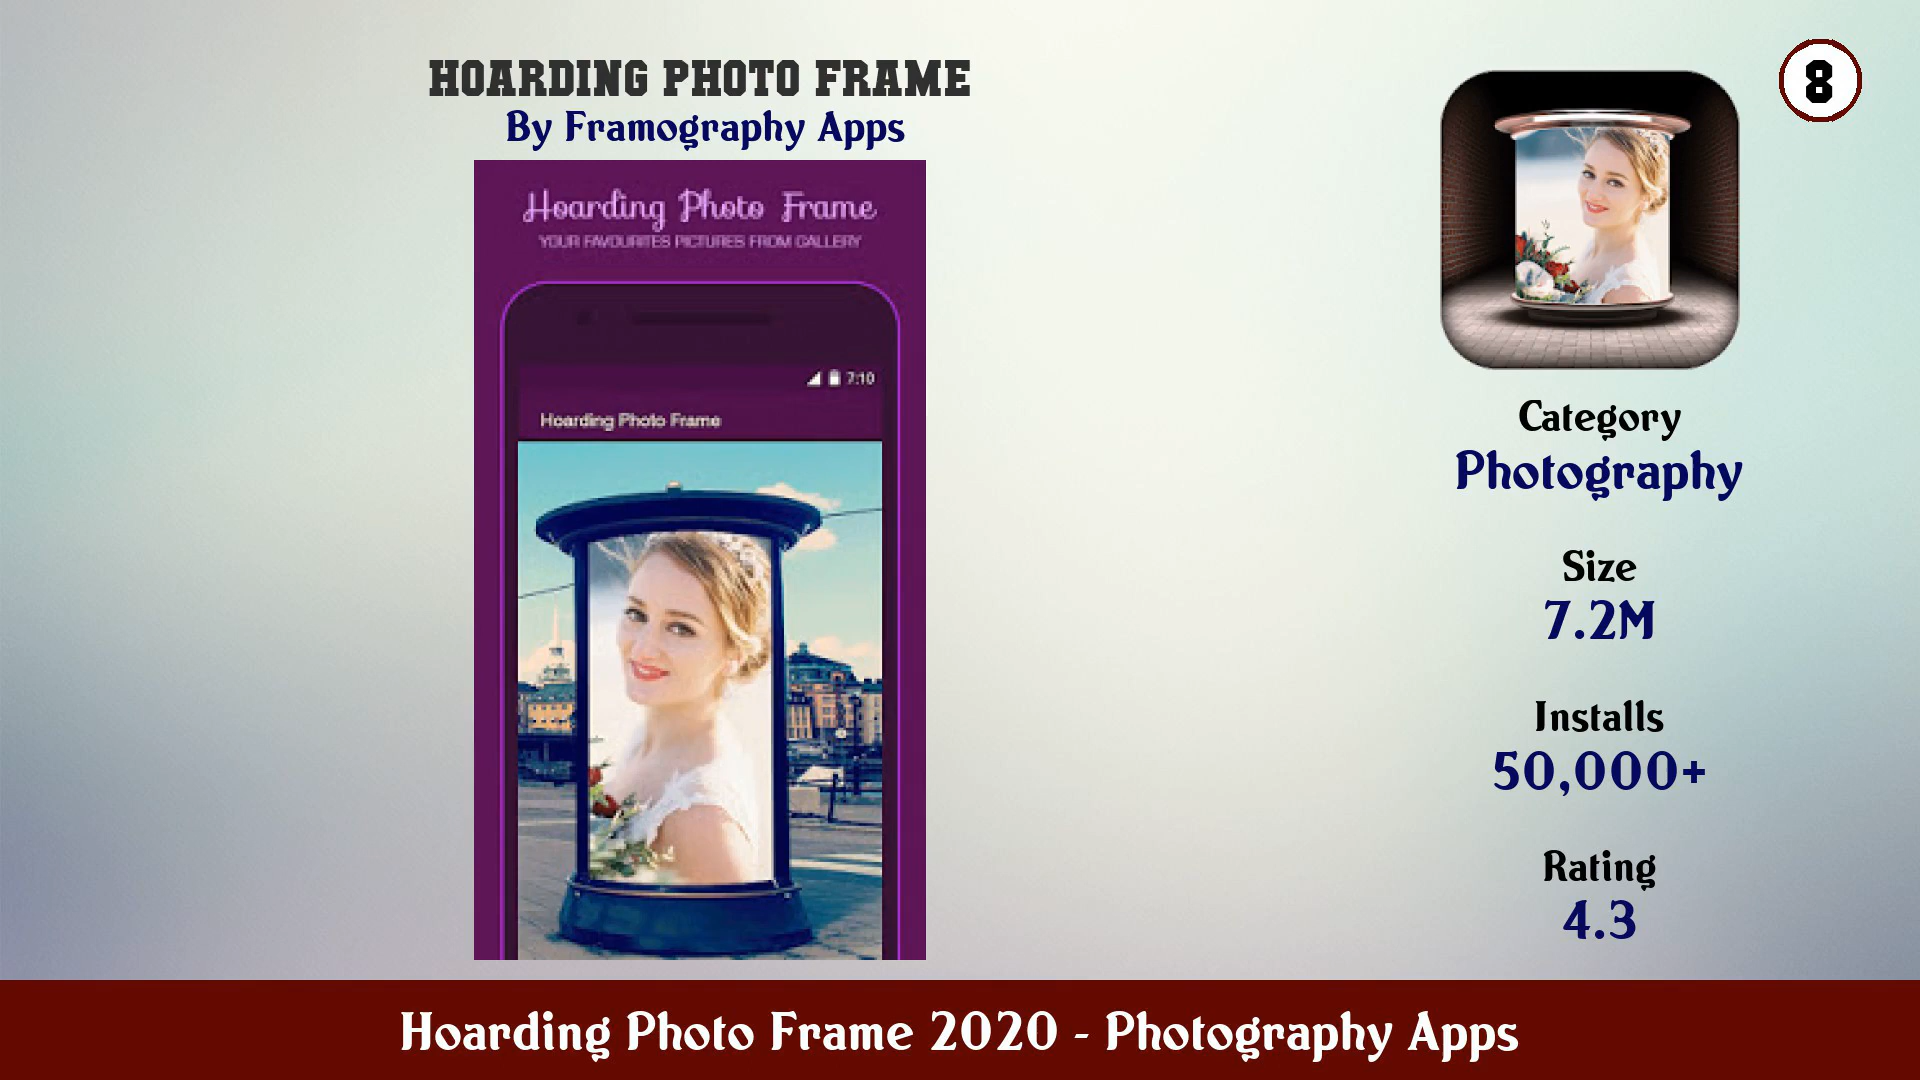 HOARDING PHOTO FRAME
By Framography Apps
Hoarding Photo Frame
YOUR FAVOURITES PICTURES FROM GALLERY
7:10
Hoarding Photo Frame
8
Category
Photography
Size
7.2M
Installs
50,000+
Rating
4.3
Hoarding Photo Frame 2020 - Photography Apps